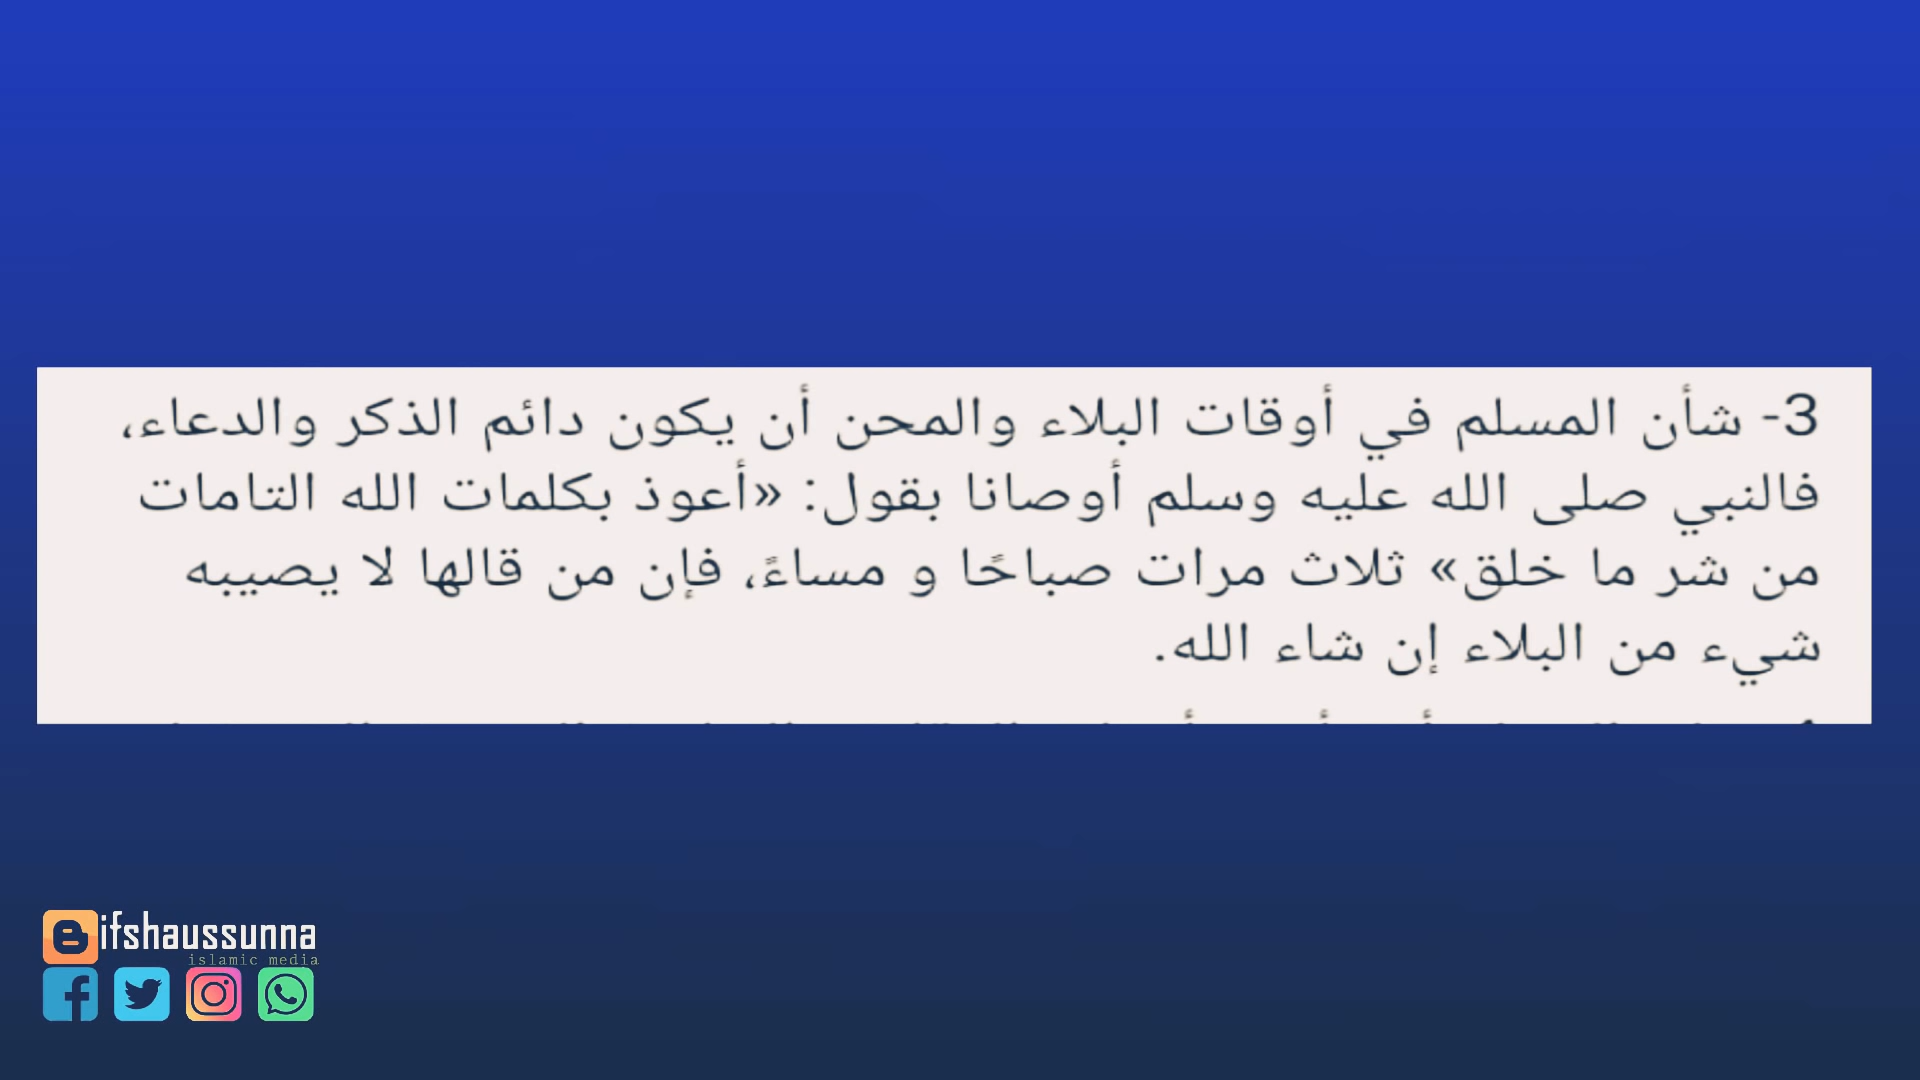 3- شأن المسلم في أوقات البلاء والمحن أن يكون دائم الذكر والدعاء،
فالنبي صلى الله عليه وسلم أوصانا بقول: «أعوذ بكلمات الله التامات
من شر ما خلق» ثلاث مرات صباحًا و مساءً، فإن من قالها لا يصيبه
شيء من البلاء إن شاء الله.
ifshaussunna
islamic media